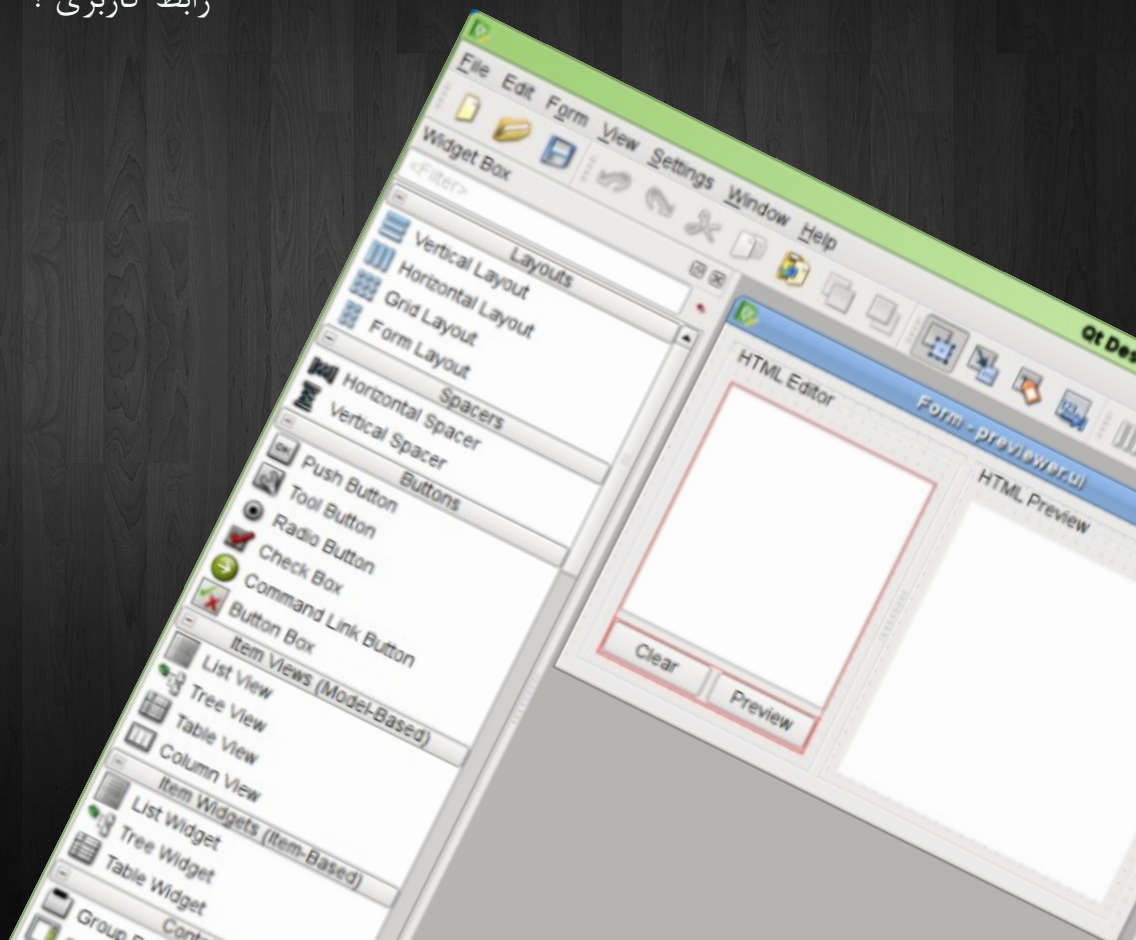 رابط کاربری :
File Edit Form View Settings Window Help
Widget Box
<Filter>
Layouts
Vertical Layout
Horizontal Layout
Grid Layout
Form Layout
Spacers
Horizontal Spacer
Vertical Spacer
Buttons
Push Button
Tool Button
Radio Button
Check Box
Command Link Button
Button Box
Item Views (Model-Based)
List View
Tree View
Table View
Column View
Item Widgets (Item-Based)
List Widget
Tree Widget
Table Widget
Group
Qt Des
Form - previewer.ui
HTML Editor
HTML Preview
Clear
Preview